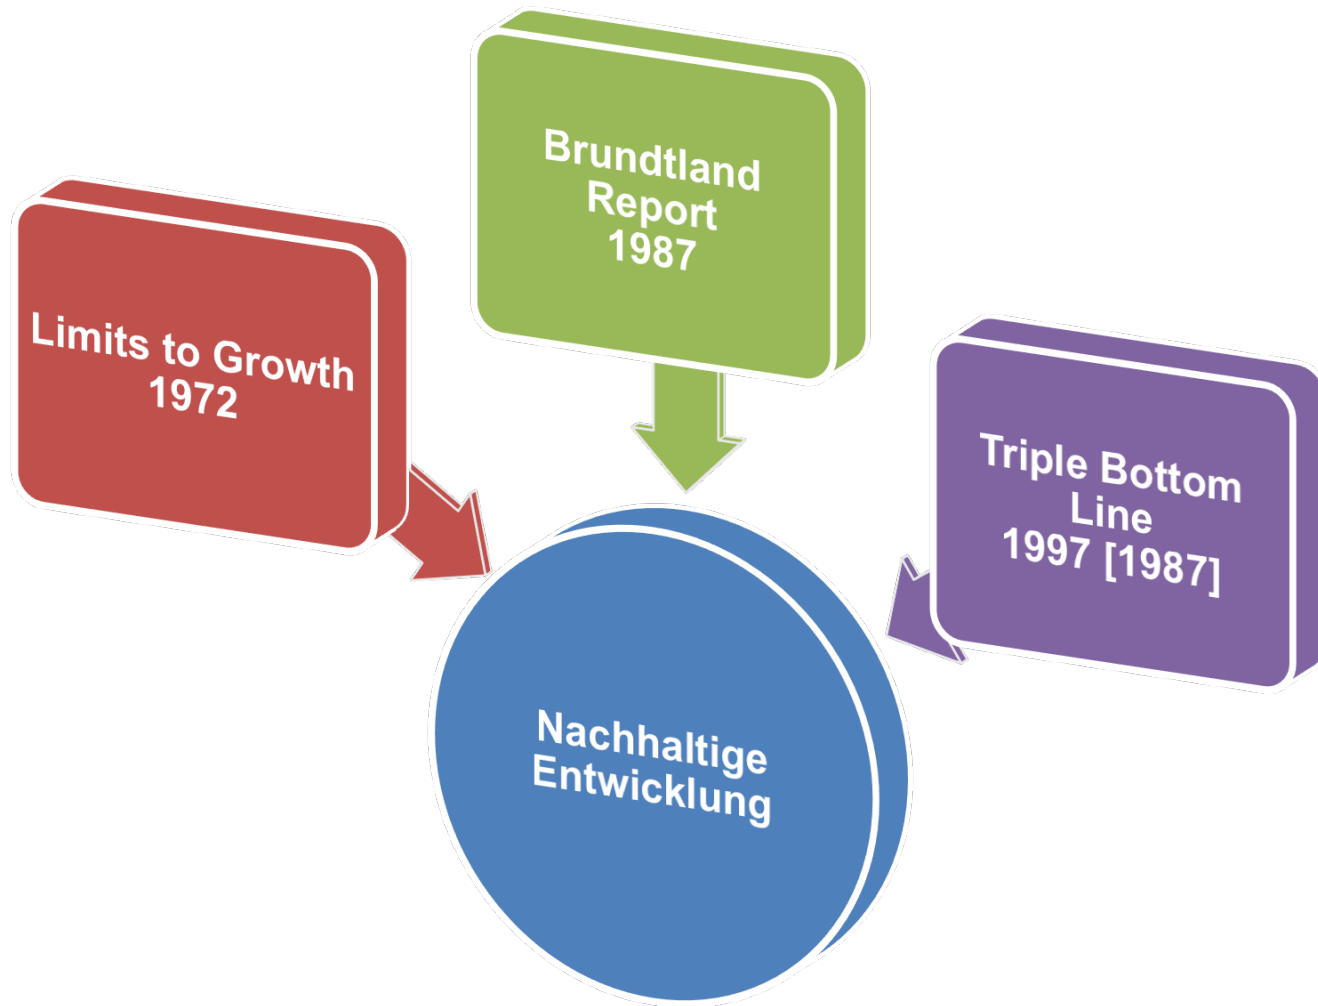 Limits to Growth
1972
Brundtland
Report
1987
Triple Bottom
Line
1997 [1987]
Nachhaltige
Entwicklung